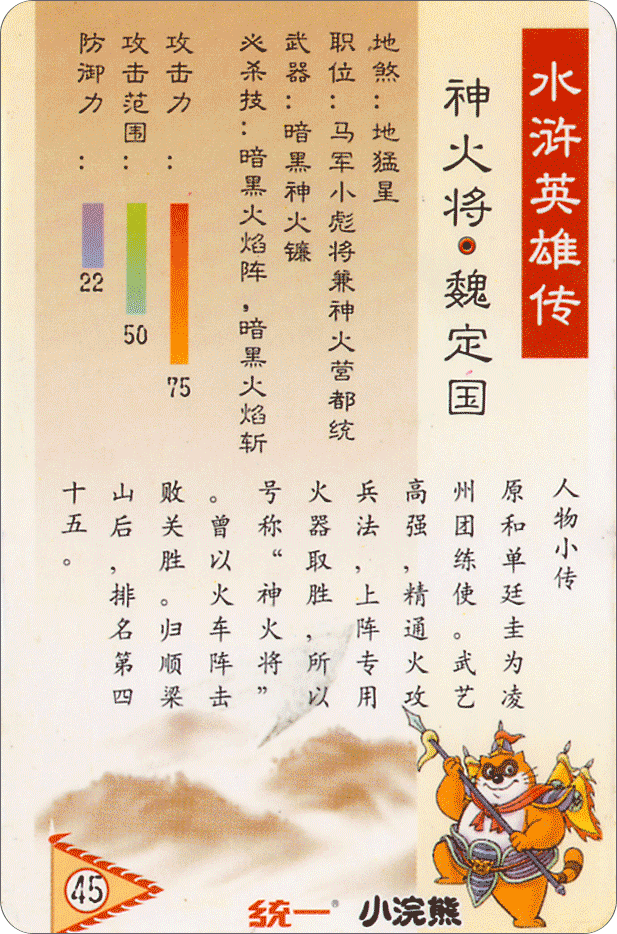 水浒英雄传
神火将·魏定国
地煞：地猛星
职位：马军小彪将兼神火营都统
武器：暗黑神火镰
必杀技：暗黑火焰阵，暗黑火焰斩
攻击力：
75
攻击范围：
50
防御力：
22
人物小传
原和单廷圭为凌
州团练使。武艺
高强，精通火攻
兵法，上阵专用
火器取胜，所以
号称“神火将”
。曾以火车阵击
败关胜。归顺梁
山后，排名第四
十五。
45
统一®
小浣熊